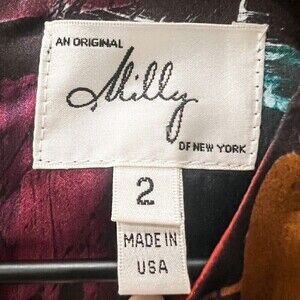 AN ORIGINAL
Milly
OF NEW YORK
2
MADE IN
USA